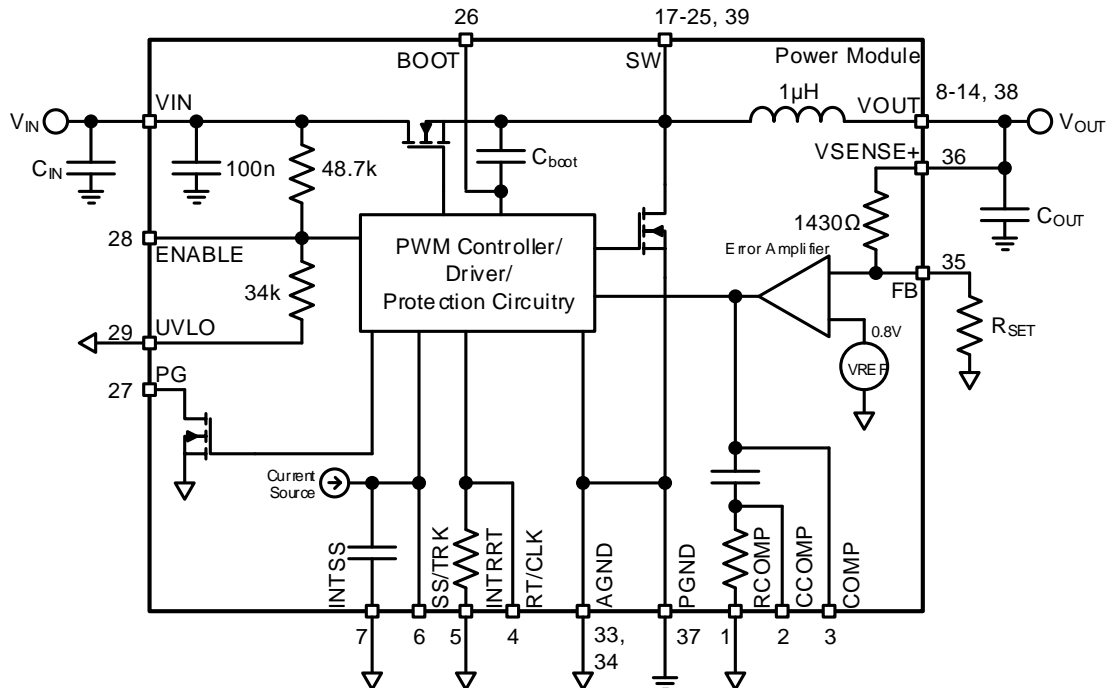 26
17-25, 39
BOOT
SW
Power Module
VIN
1µH
VOUT
8-14, 38
VIN
VOUT
VSENSE+
36
CIN
100n
48.7k
Cboot
1430Ω
COUT
28
ENABLE
PWM Controller/
Driver/
Protection Circuitry
Error Amplifier
35
FB
34k
29
UVLO
0.8V
RSET
VREF
27
PG
Current
Source
INTSS
SS/TRK
INTRRT
RT/CLK
AGND
PGND
RCOMP
CCOMP
COMP
7
6
5
4
33,
34
37
1
2
3